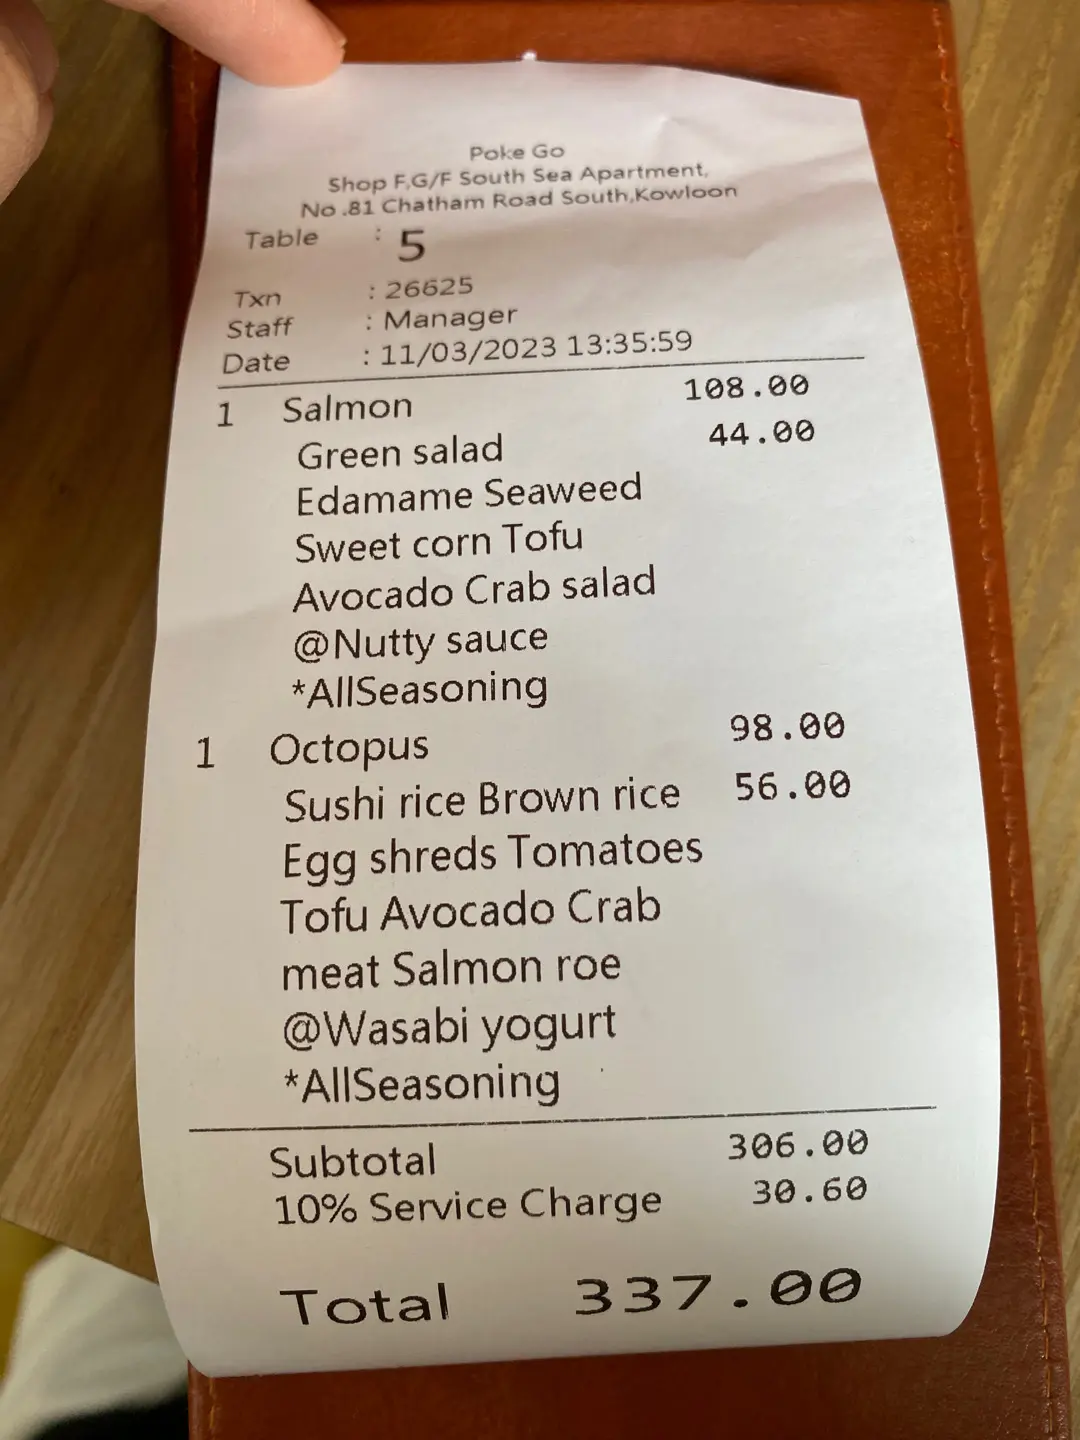 Poke Go
Shop F,G/F South Sea Apartment,
No .81 Chatham Road South,Kowloon
Table : 5
Txn : 26625
Staff : Manager
Date : 11/03/2023 13:35:59
1 Salmon 108.00
Green salad 44.00
Edamame Seaweed
Sweet corn Tofu
Avocado Crab salad
@Nutty sauce
*AllSeasoning
1 Octopus 98.00
Sushi rice Brown rice 56.00
Egg shreds Tomatoes
Tofu Avocado Crab
meat Salmon roe
@Wasabi yogurt
*AllSeasoning
Subtotal 306.00
10% Service Charge 30.60
Total 337.00